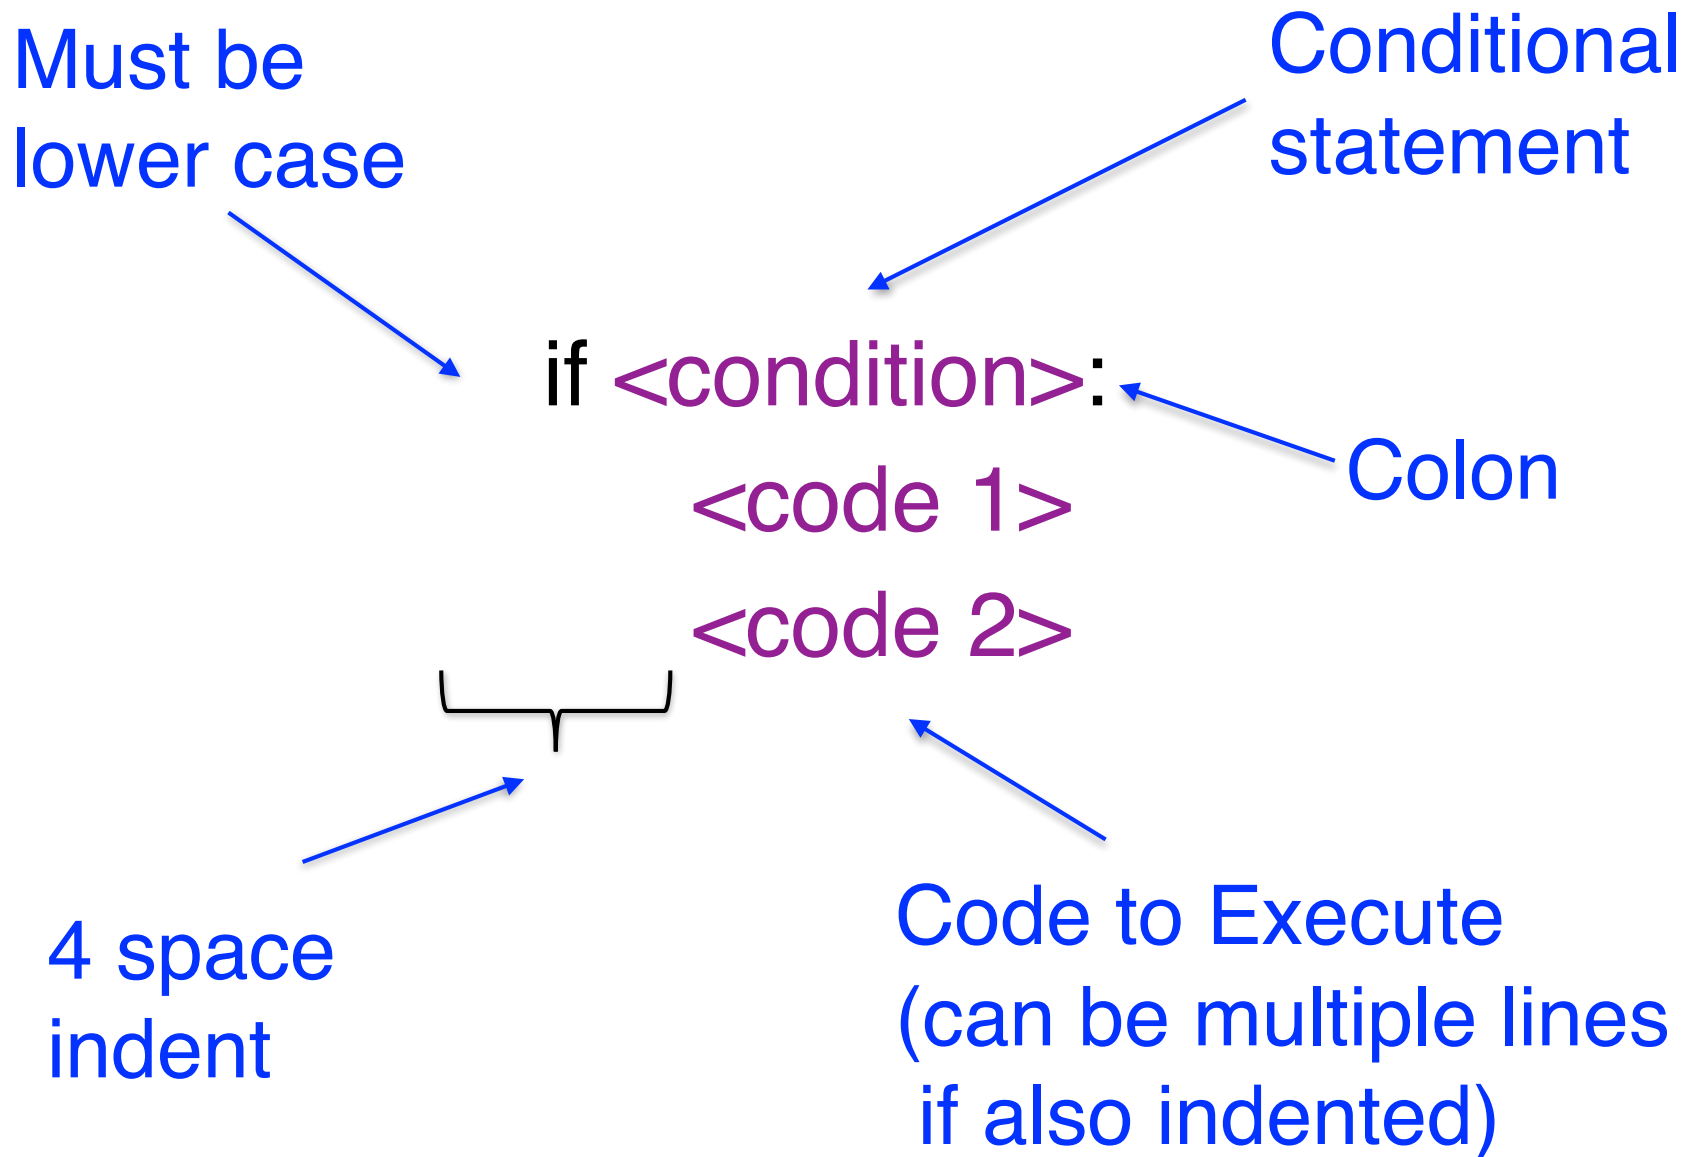 Must be
lower case
Conditional
statement
if <condition>:
<code 1>
<code 2>
Colon
4 space
indent
Code to Execute
(can be multiple lines
if also indented)